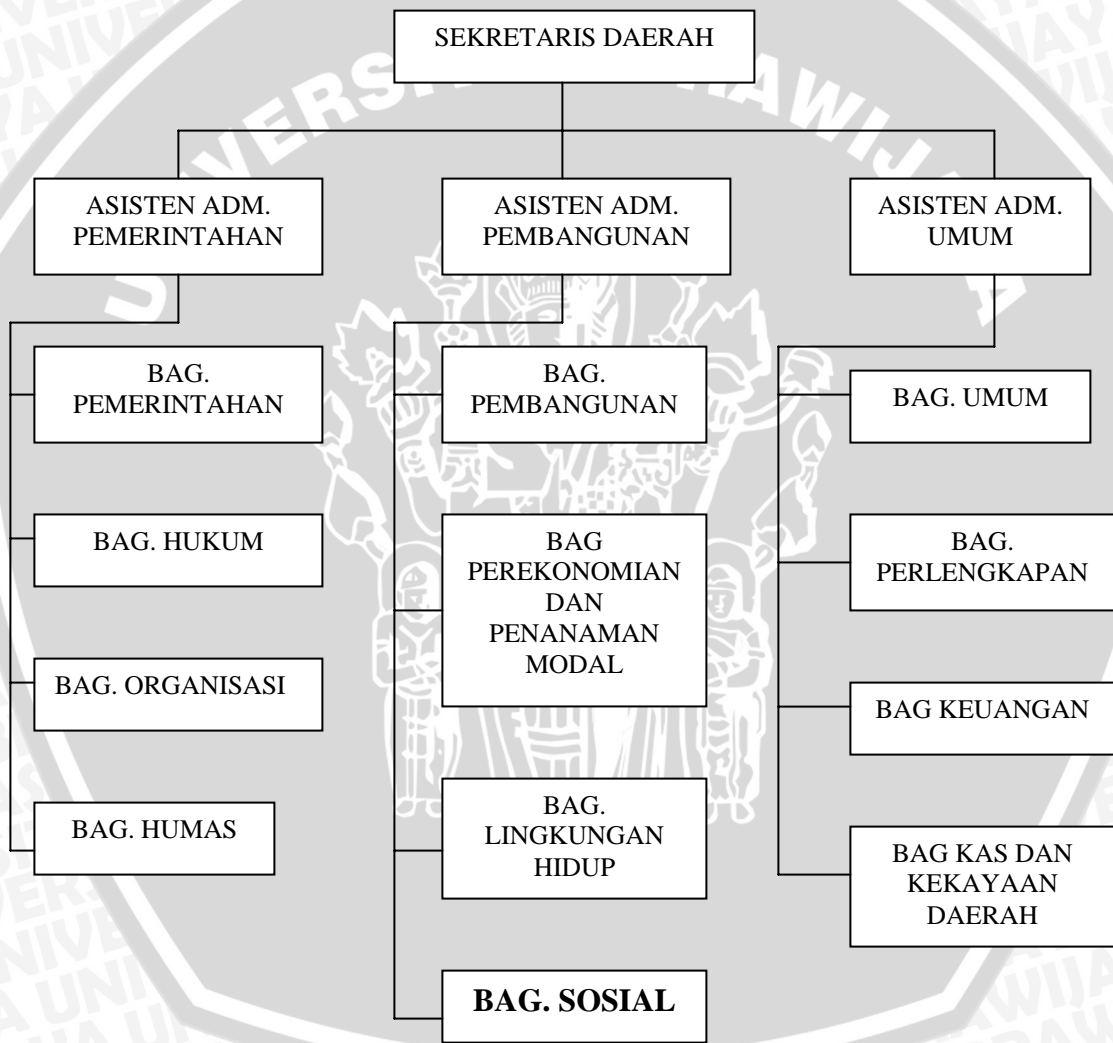 SEKRETARIS DAERAH
ASISTEN ADM.
PEMERINTAHAN
ASISTEN ADM.
PEMBANGUNAN
ASISTEN ADM.
UMUM
BAG.
PEMERINTAHAN
BAG. HUKUM
BAG. ORGANISASI
BAG. HUMAS
BAG.
PEMBANGUNAN
BAG
PEREKONOMIAN
DAN
PENANAMAN
MODAL
BAG.
LINGKUNGAN
HIDUP
BAG. SOSIAL
BAG. UMUM
BAG.
PERLENGKAPAN
BAG KEUANGAN
BAG KAS DAN
KEKAYAAN
DAERAH